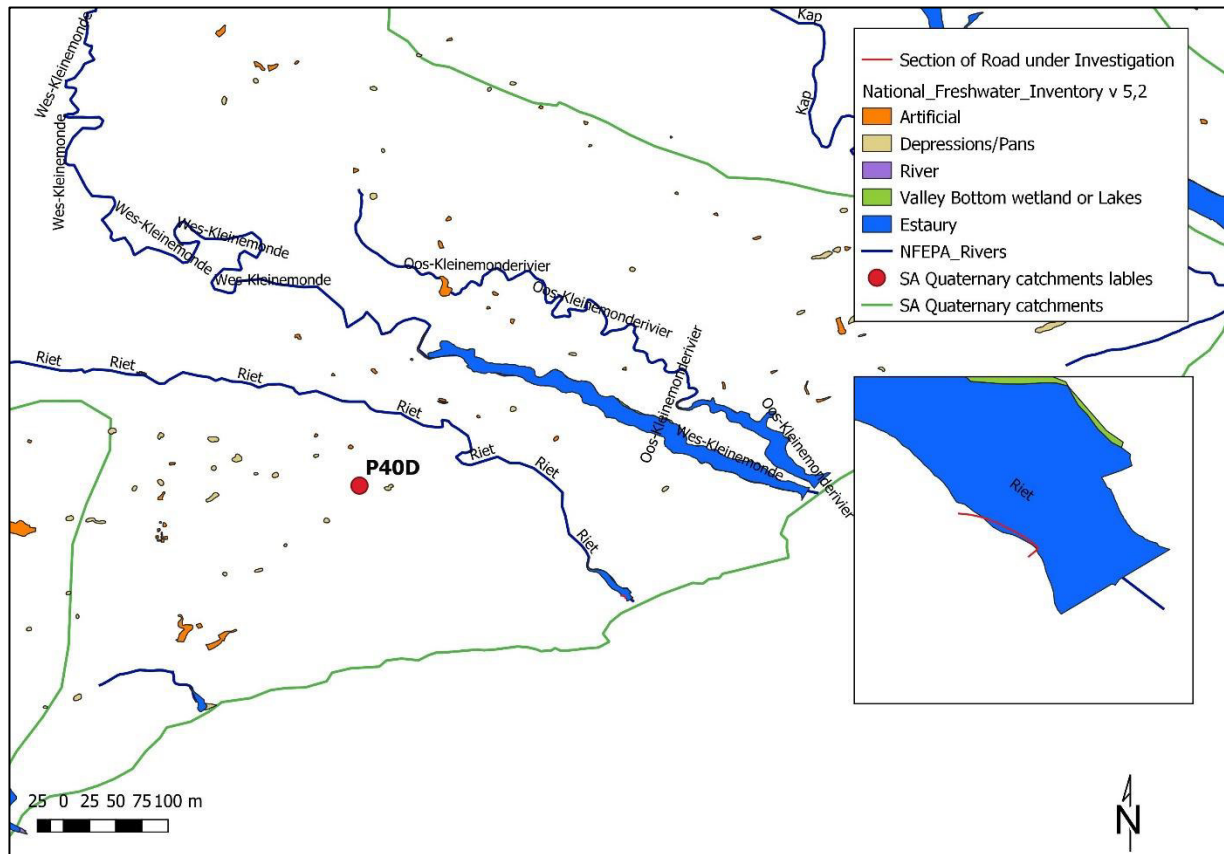 Kap
Kap
Wes-Kleinemonde
Wes-Kleinemonde
Wes-Kleinemonde
Wes-Kleinemonde
Wes-Kleinemonde
Wes-Kleinemonde
Oos-Kleinemonderivier
Oos-Kleinemonderivier
Oos-Kleinemonderivier
Oos-Kleinemonderivier
Wes-Kleinemonde
Riet
Riet
Riet
Riet
Riet
Riet
Riet
P40D
Section of Road under Investigation
National_Freshwater_Inventory v 5,2
Artificial
Depressions/Pans
River
Valley Bottom wetland or Lakes
Estaury
NFEPA_Rivers
SA Quaternary catchments lables
SA Quaternary catchments
Riet
25 0 25 50 75 100 m
N